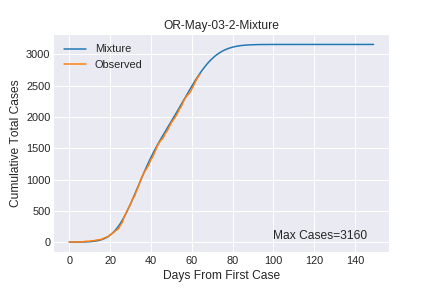 OR-May-03-2-Mixture
Mixture
Observed
Cumulative Total Cases
3000
2500
2000
1500
1000
500
0
Max Cases=3160
0 20 40 60 80 100 120 140
Days From First Case